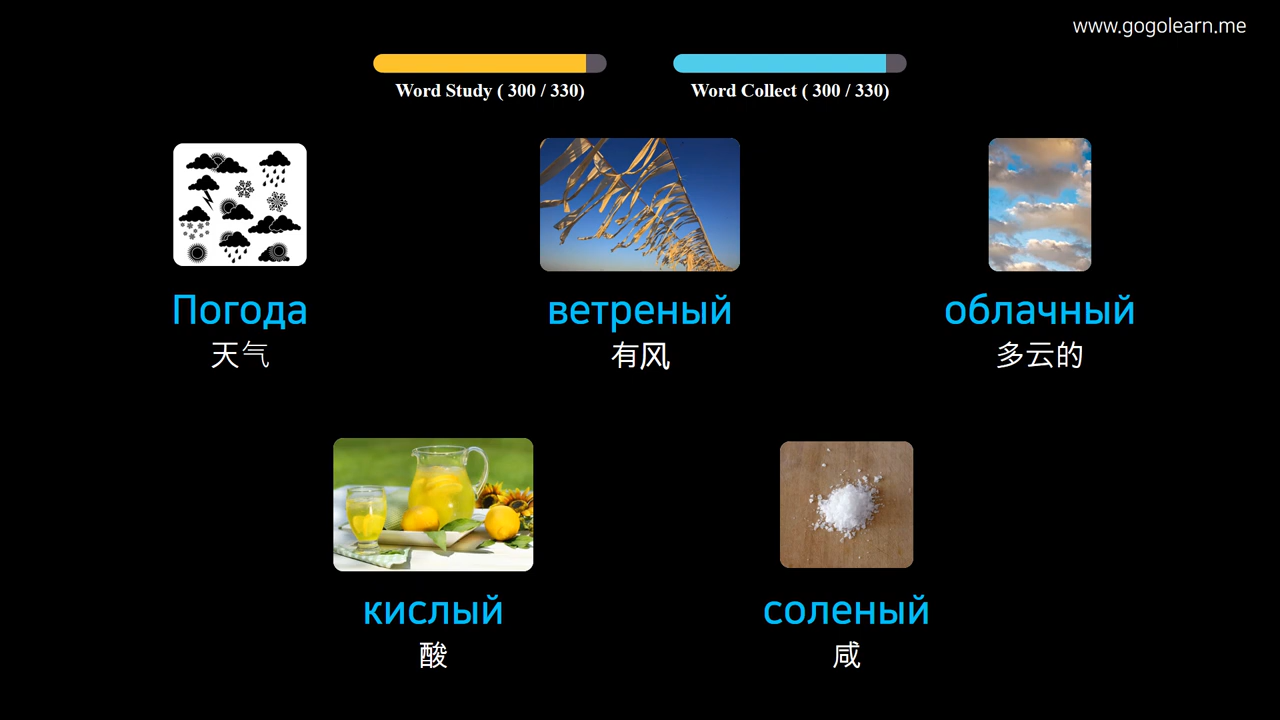 www.gogolearn.me
Word Study ( 300 / 330)
Word Collect ( 300 / 330)
Погода
天气
ветреный
有风
облачный
多云的
кислый
酸
соленый
咸